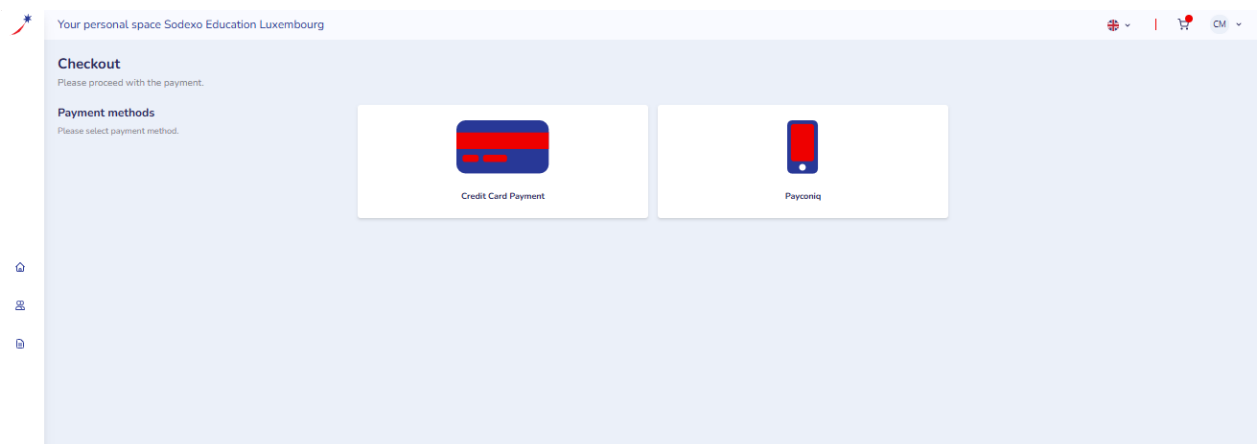 Your personal space Sodexo Education Luxembourg
CM
Checkout
Please proceed with the payment.
Payment methods
Please select payment method.
Credit Card Payment
Payconiq